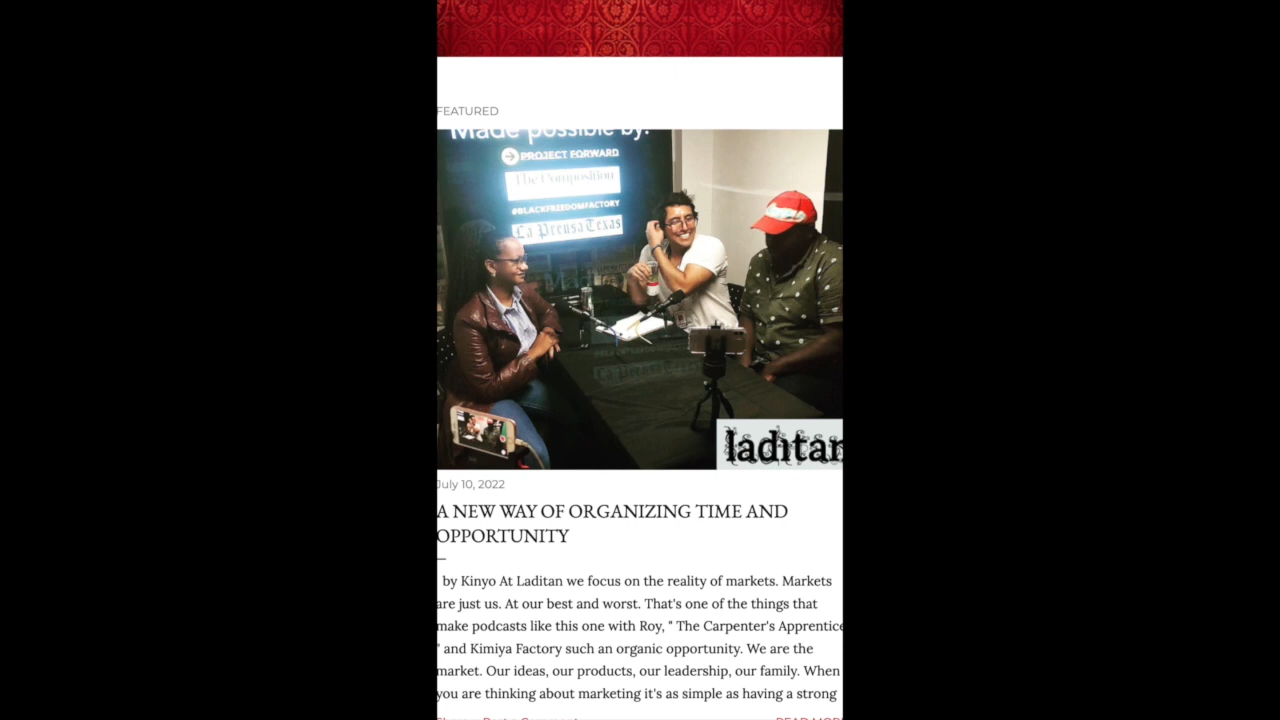 FEATURED
Made possible by:
PROJECT FORWARD
The Composition
#BLACKFREEDOMFACTORY
La Prensa Texas
laditan
July 10, 2022
A NEW WAY OF ORGANIZING TIME AND
OPPORTUNITY
by Kinyo At Laditan we focus on the reality of markets. Markets
are just us. At our best and worst. That's one of the things that
make podcasts like this one with Roy, " The Carpenter's Apprentice
" and Kimiya Factory such an organic opportunity. We are the
market. Our ideas, our products, our leadership, our family. When
you are thinking about marketing it's as simple as having a strong